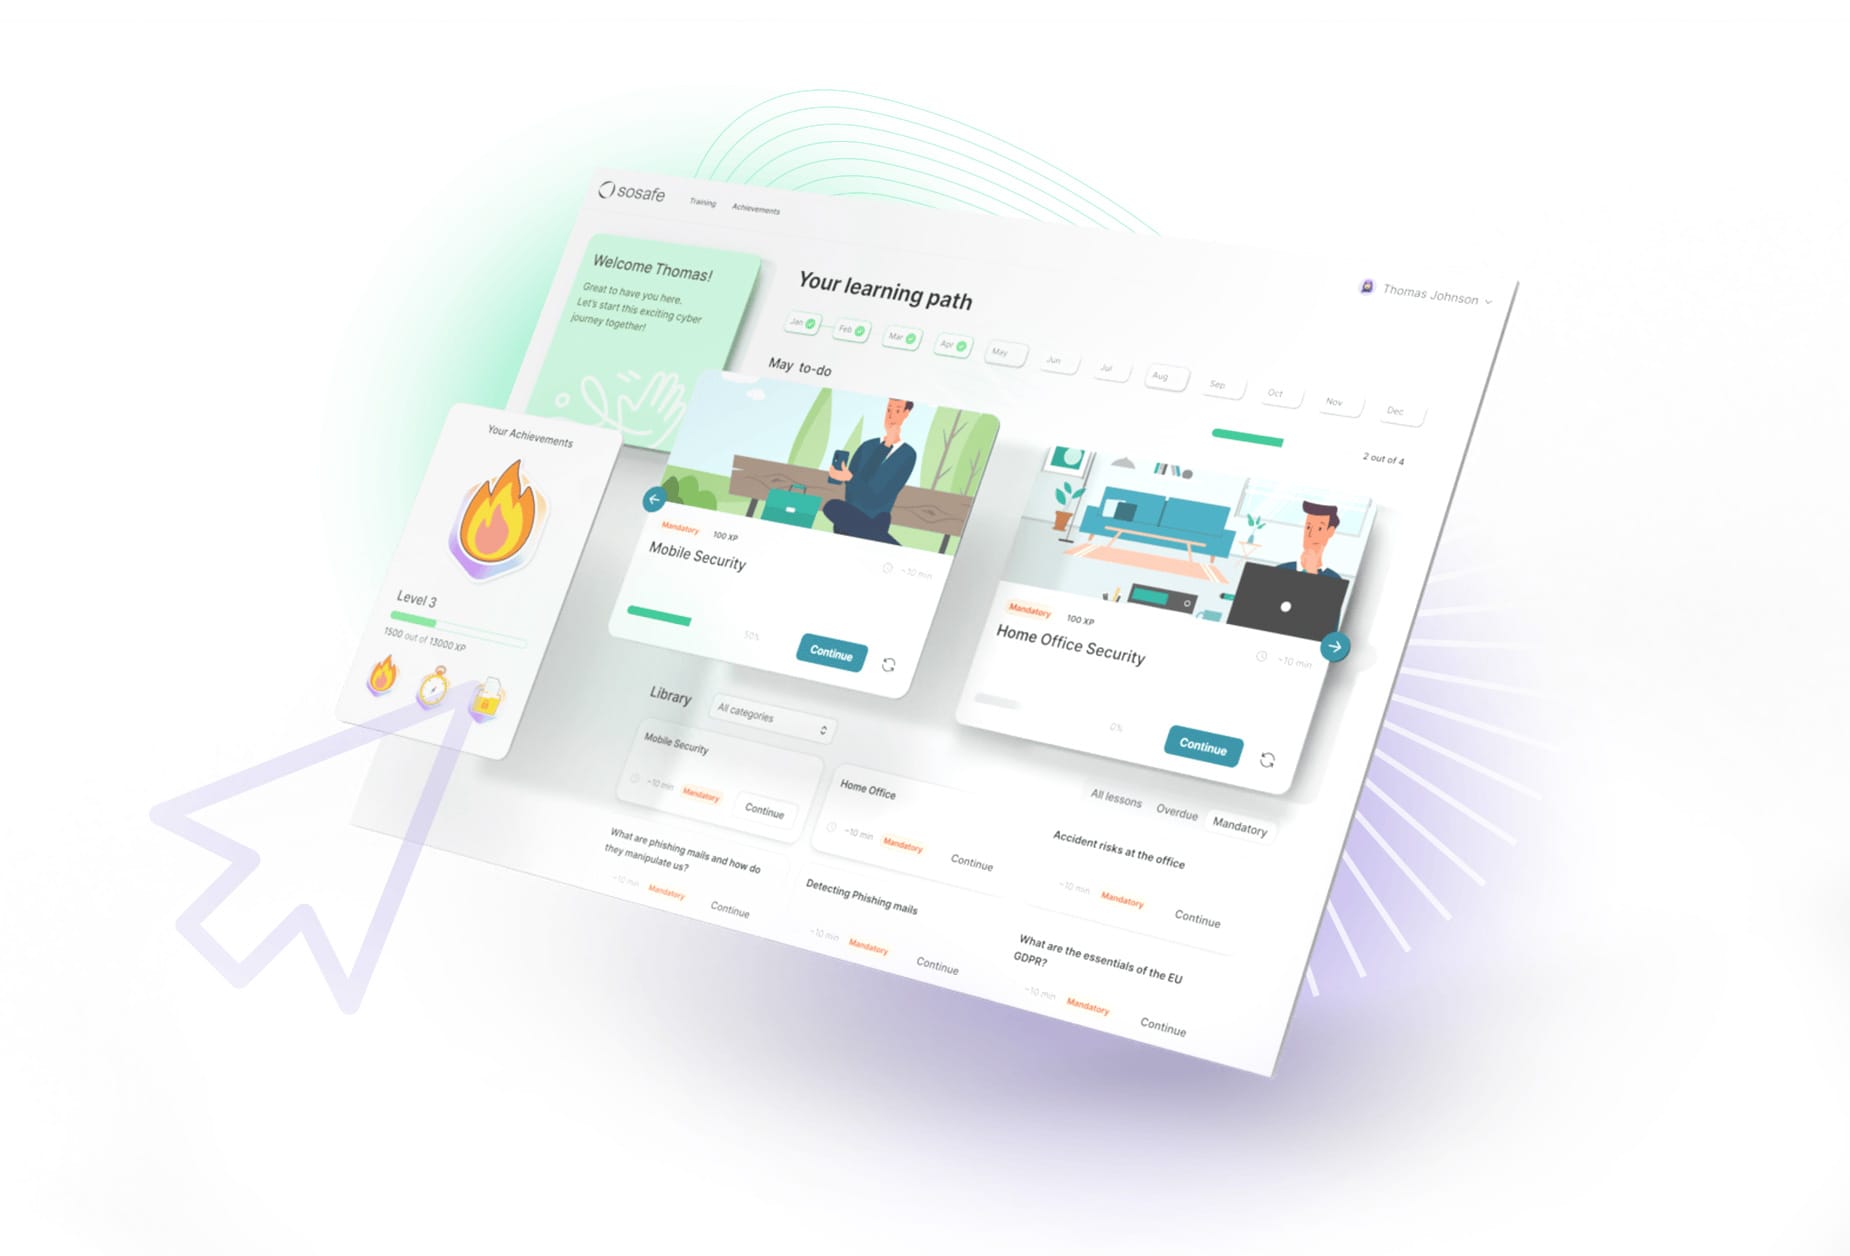 sosafe
Training
Achievements
Thomas Johnson
Welcome Thomas!
Great to have you here.
Let's start this exciting cyber
journey together!
Your learning path
Jan
Feb
Mar
Apr
May
Jun
Jul
Aug
Sep
Oct
Nov
Dec
May to-do
2 out of 4
Your Achievements
Level 3
1500 out of 13000 XP
Mandatory
100 XP
Mobile Security
~10 min
50%
Continue
Mandatory
100 XP
Home Office Security
~10 min
0%
Continue
Library
All categories
All lessons
Overdue
Mandatory
Mobile Security
~10 min
Mandatory
Continue
Home Office
~10 min
Mandatory
Continue
Accident risks at the office
~10 min
Mandatory
Continue
What are phishing mails and how do
they manipulate us?
~10 min
Mandatory
Continue
Detecting Phishing mails
~10 min
Mandatory
Continue
What are the essentials of the EU
GDPR?
~10 min
Mandatory
Continue